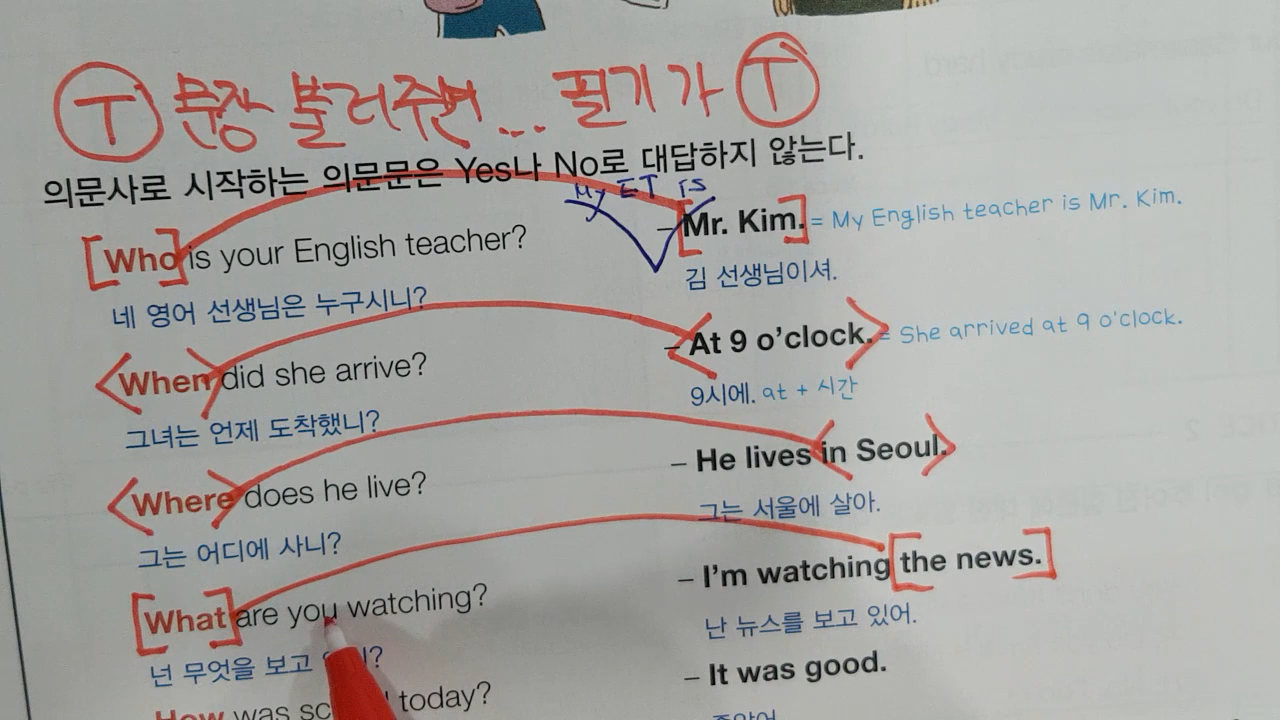 T 문장 불러주면... 필기가 T
의문사로 시작하는 의문문은 Yes나 No로 대답하지 않는다.
My ET is
[Who] is your English teacher? – [Mr. Kim.] = My English teacher is Mr. Kim.
네 영어 선생님은 누구시니? 김 선생님이셔.
<When> did she arrive? – <At 9 o'clock.> = She arrived at 9 o'clock.
그녀는 언제 도착했니? 9시에. at + 시간
<Where> does he live? – He lives <in Seoul.>
그는 어디에 사니? 그는 서울에 살아.
[What] are you watching? – I'm watching [the news.]
넌 무엇을 보고 난 뉴스를 보고 있어.
How was today? – It was good.